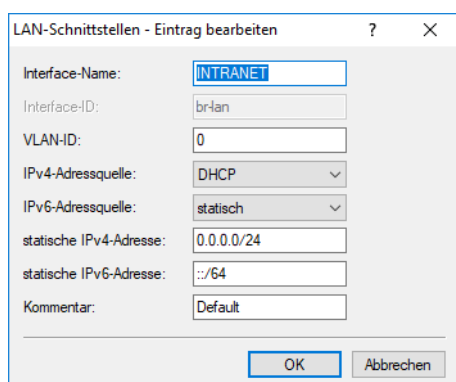 LAN-Schnittstellen - Eintrag bearbeiten ? ×
Interface-Name: INTRANET
Interface-ID: br-lan
VLAN-ID: 0
IPv4-Adressquelle: DHCP
IPv6-Adressquelle: statisch
statische IPv4-Adresse: 0.0.0.0/24
statische IPv6-Adresse: ::/64
Kommentar: Default
OK Abbrechen